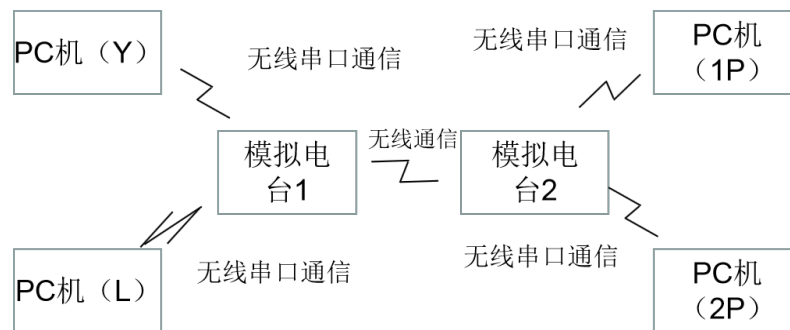 PC机（Y）
无线串口通信
无线串口通信
PC机
（1P）
模拟电
台1
无线通信
模拟电
台2
PC机（L）
无线串口通信
无线串口通信
PC机
（2P）